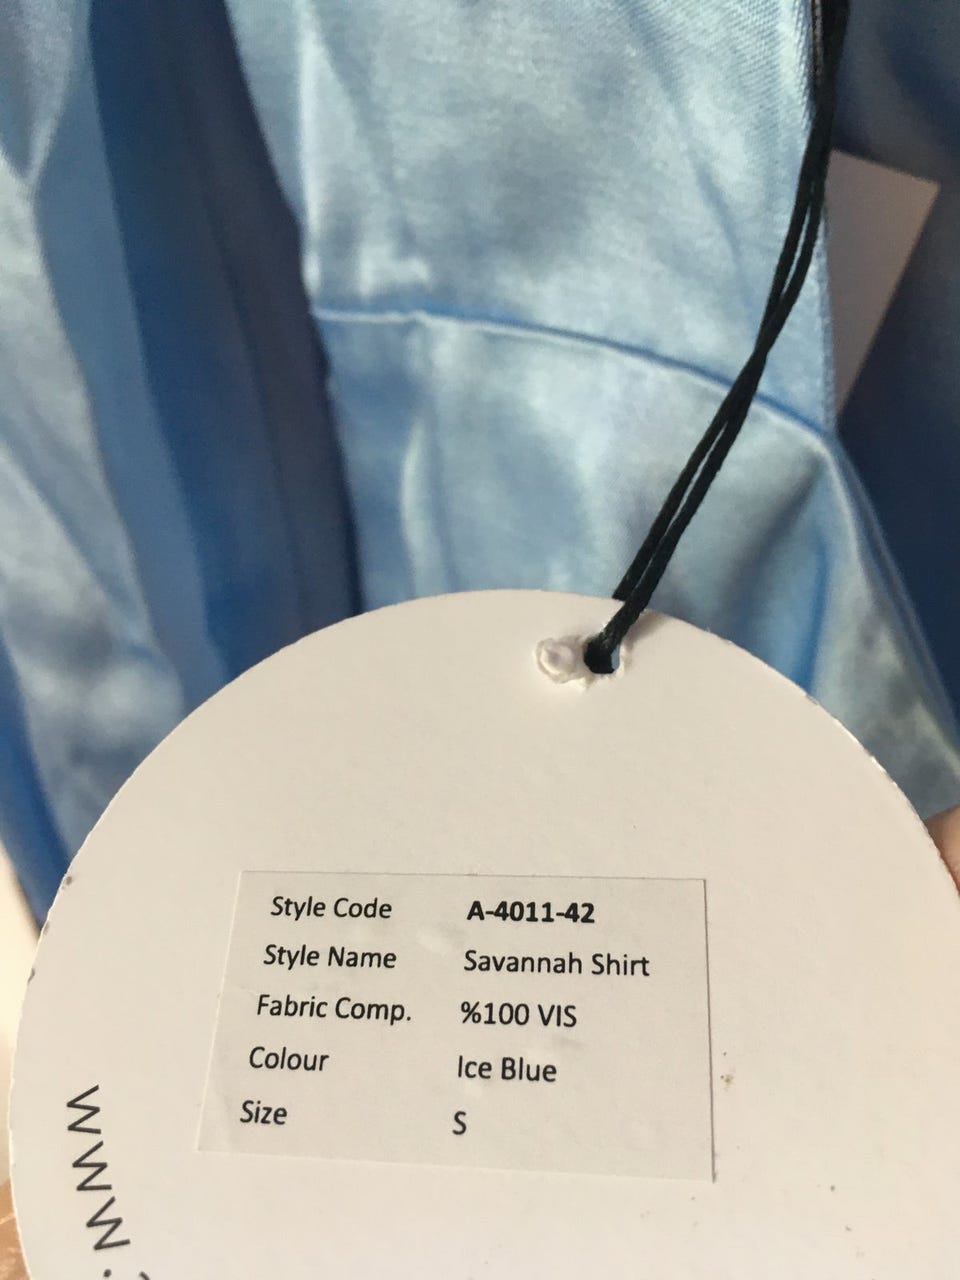 Style Code A-4011-42
Style Name Savannah Shirt
Fabric Comp. %100 VIS
Colour Ice Blue
Size S
www.